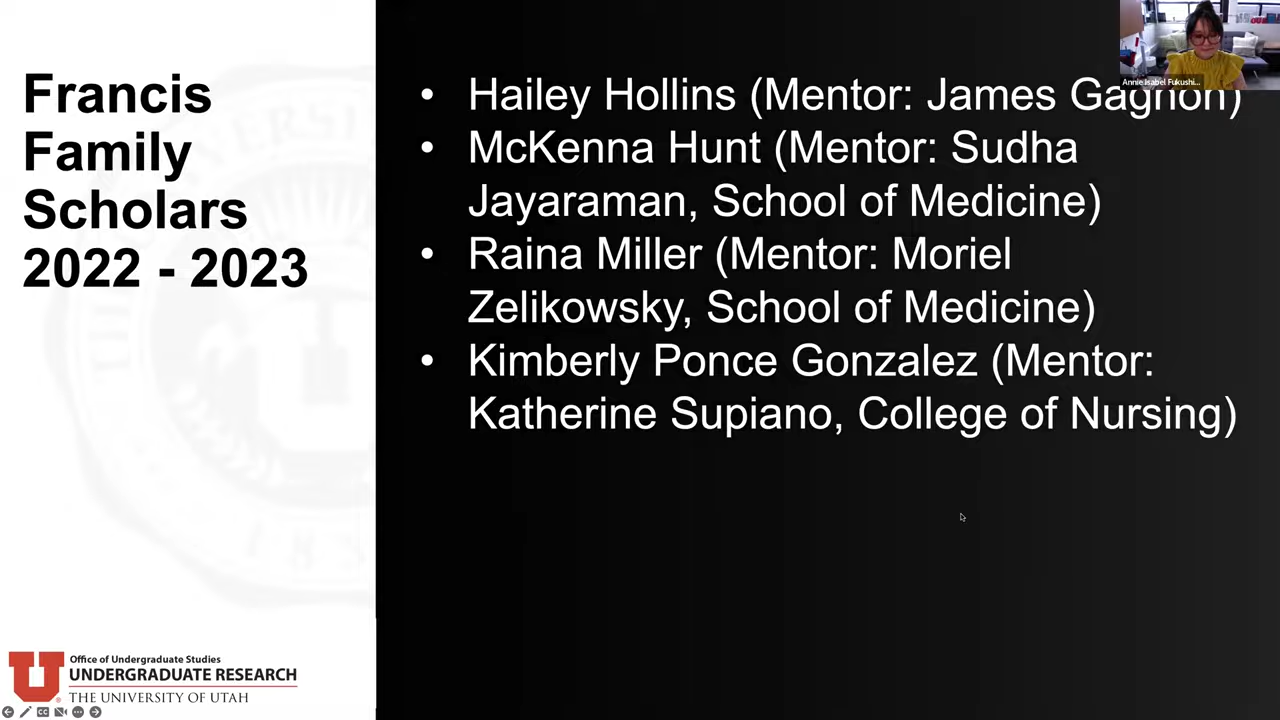 Francis
Family
Scholars
2022 - 2023
• Hailey Hollins (Mentor: James Gagnon)
• McKenna Hunt (Mentor: Sudha
Jayaraman, School of Medicine)
• Raina Miller (Mentor: Moriel
Zelikowsky, School of Medicine)
• Kimberly Ponce Gonzalez (Mentor:
Katherine Supiano, College of Nursing)
Annie Isabel Fukushi...
U
Office of Undergraduate Studies
UNDERGRADUATE RESEARCH
THE UNIVERSITY OF UTAH